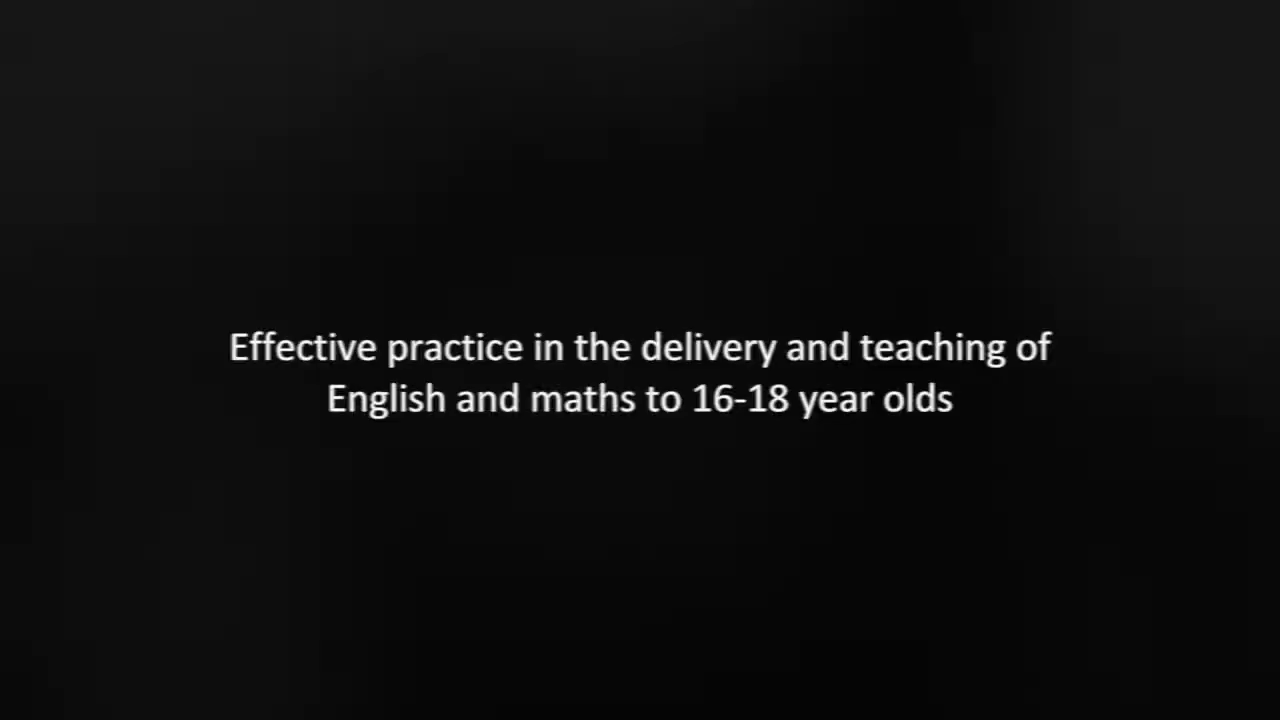 Effective practice in the delivery and teaching of
English and maths to 16-18 year olds